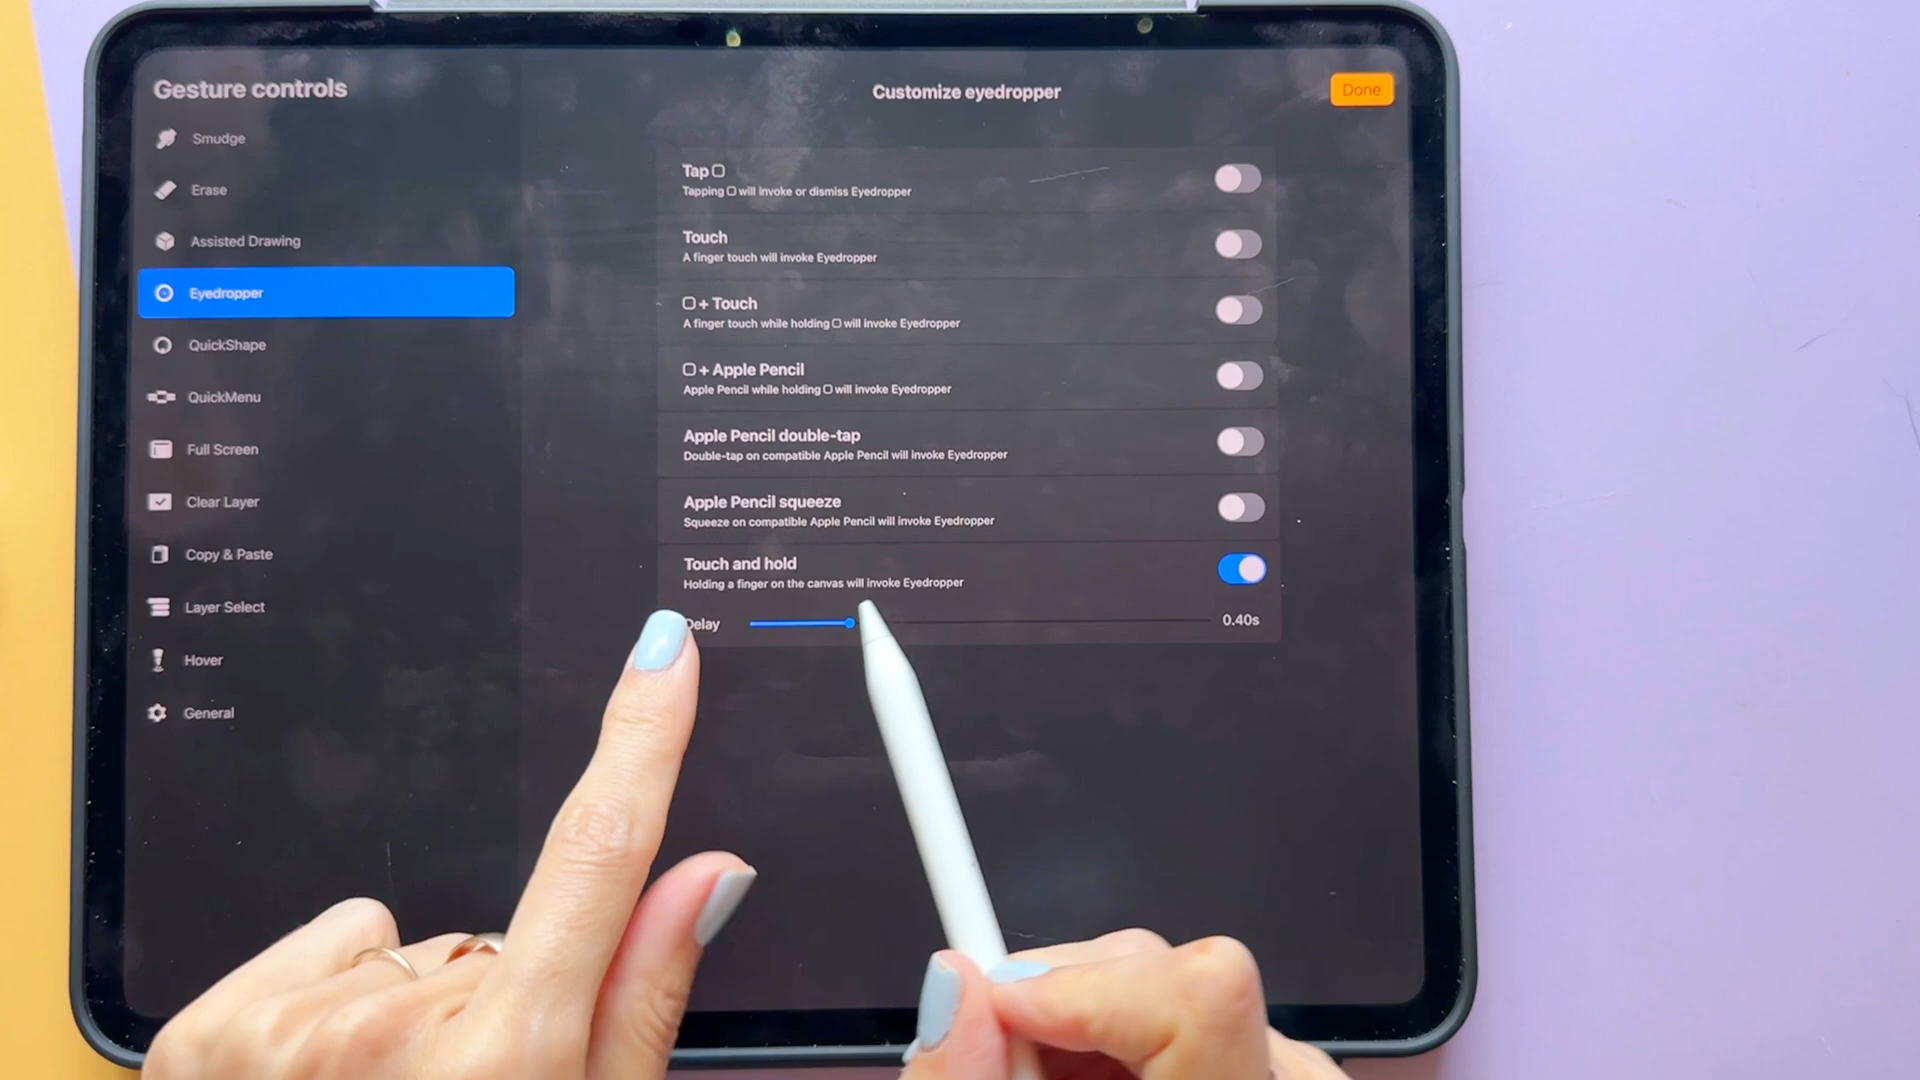 Gesture controls
Smudge
Erase
Assisted Drawing
Eyedropper
QuickShape
QuickMenu
Full Screen
Clear Layer
Copy & Paste
Layer Select
Hover
General
Customize eyedropper
Done
Tap
Tapping will invoke or dismiss Eyedropper
Touch
A finger touch will invoke Eyedropper
+ Touch
A finger touch while holding will invoke Eyedropper
+ Apple Pencil
Apple Pencil while holding will invoke Eyedropper
Apple Pencil double-tap
Double-tap on compatible Apple Pencil will invoke Eyedropper
Apple Pencil squeeze
Squeeze on compatible Apple Pencil will invoke Eyedropper
Touch and hold
Holding a finger on the canvas will invoke Eyedropper
Delay 0.40s